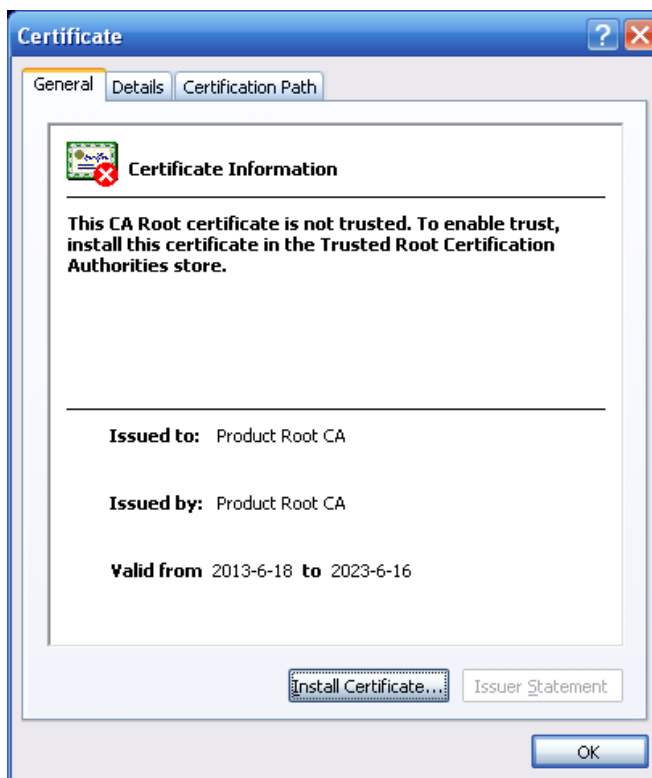 Certificate
General
Details
Certification Path
Certificate Information
This CA Root certificate is not trusted. To enable trust,
install this certificate in the Trusted Root Certification
Authorities store.
Issued to: Product Root CA
Issued by: Product Root CA
Valid from 2013-6-18 to 2023-6-16
Install Certificate...
Issuer Statement
OK